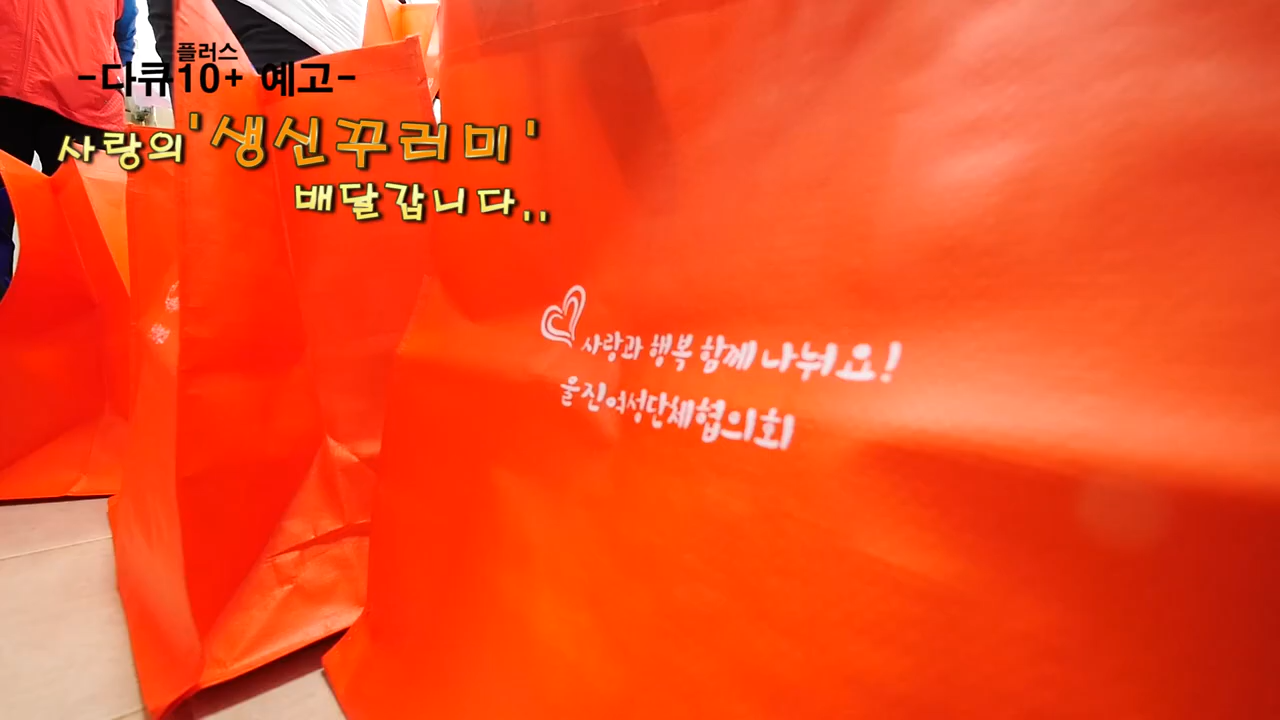 플러스
-다큐10+ 예고-
사랑의 '생신꾸러미'
배달갑니다..
사랑과 행복 함께 나눠요!
울진여성단체협의회